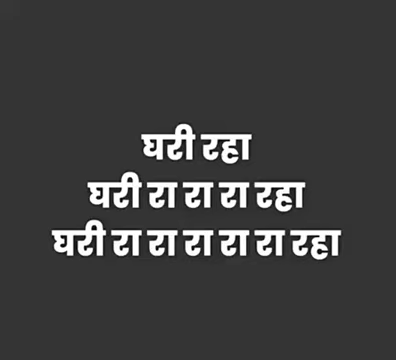 घरी रहा
घरी रा रा रा रहा
घरी रा रा रा रा रा रहा